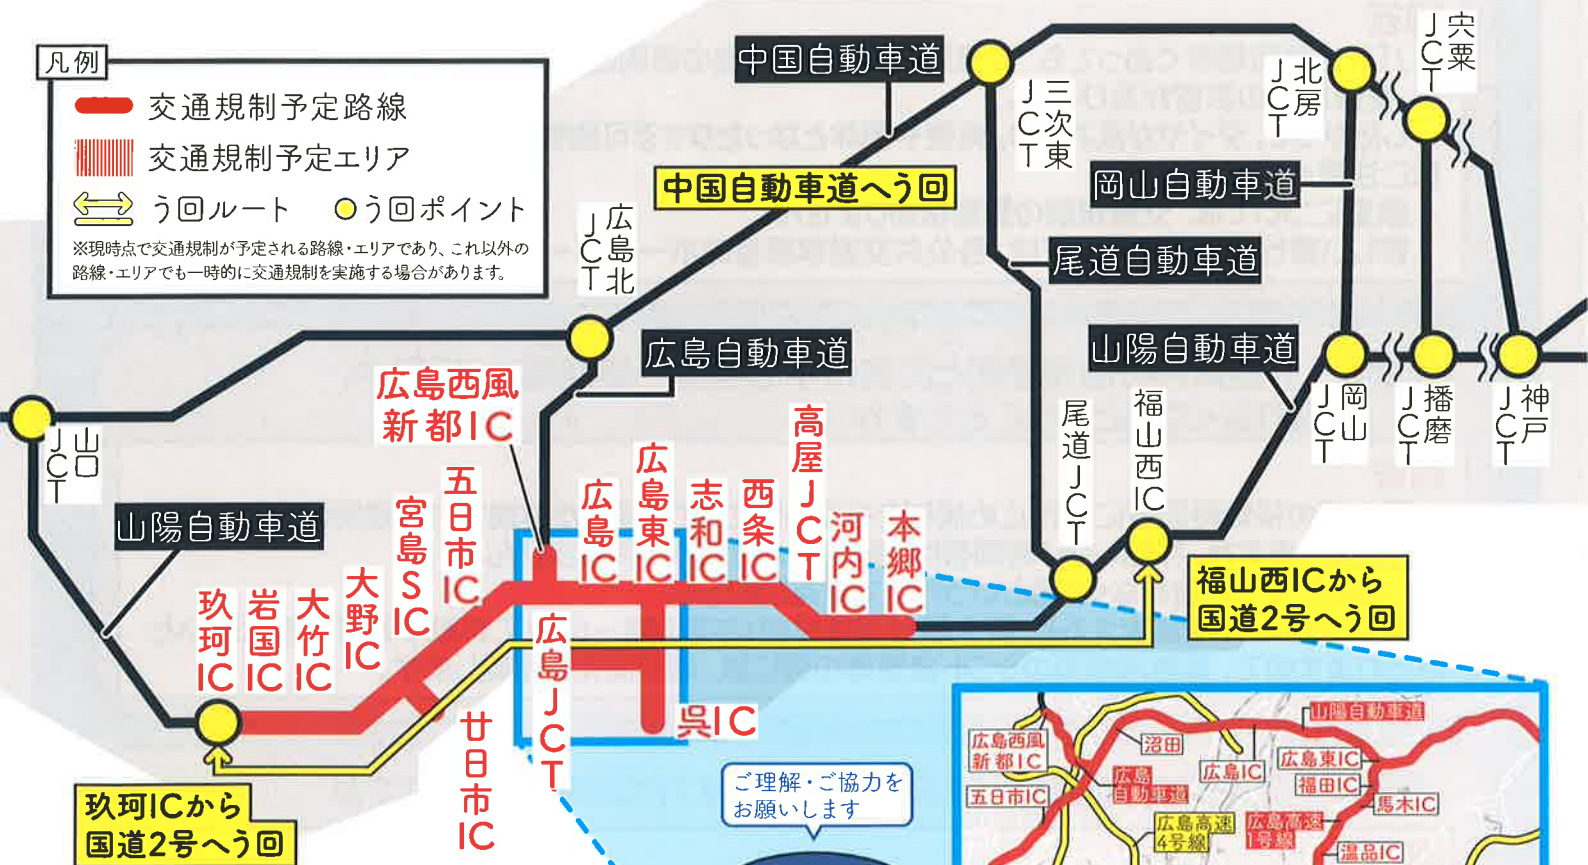 凡例
交通規制予定路線
交通規制予定エリア
う回ルート
う回ポイント
※現時点で交通規制が予定される路線・エリアであり、これ以外の
路線・エリアでも一時的に交通規制を実施する場合があります。
中国自動車道
中国自動車道へう回
三次東JCT
北房JCT
宍粟JCT
岡山自動車道
尾道自動車道
山陽自動車道
広島北JCT
広島自動車道
岡山JCT
播磨JCT
神戸JCT
山口JCT
山陽自動車道
広島西風
新都IC
玖珂IC
岩国IC
大竹IC
大野IC
宮島SIC
五日市IC
廿日市IC
広島JCT
広島IC
広島東IC
志和IC
西条IC
高屋JCT
河内IC
本郷IC
尾道JCT
福山西IC
呉IC
福山西ICから
国道2号へう回
玖珂ICから
国道2号へう回
ご理解・ご協力を
お願いします
山陽自動車道
広島西風
新都IC
沼田
広島
自動車道
五日市IC
広島IC
広島東IC
福田IC
馬木IC
広島高速
4号線
広島高速
1号線
温品IC